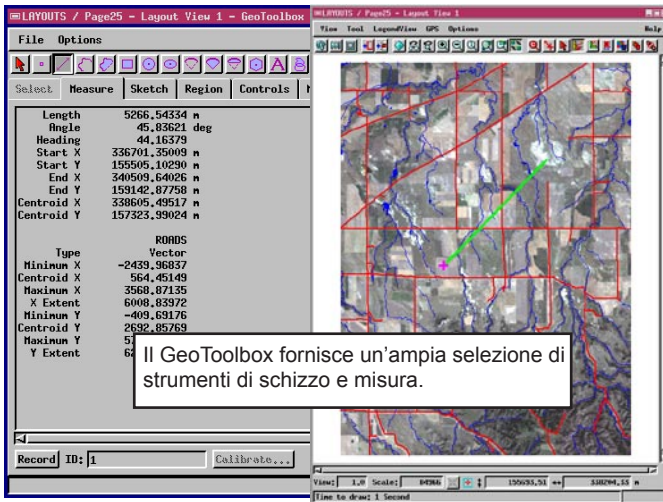 LAYOUTS / Page25 - Layout View 1 - GeoToolbox
File Options
Select Measure Sketch Region Controls
Length 5266.54334 m
Angle 45.83621 deg
Heading 44.16379
Start X 336701.35009 m
Start Y 155505.10290 m
End X 340509.64026 m
End Y 159142.87758 m
Centroid X 338605.49517 m
Centroid Y 157323.99024 m
ROADS
Type Vector
Minimum X -2439.96837
Centroid X 564.45149
Maximum X 3568.87135
X Extent 6008.83972
Minimum Y -409.69176
Centroid Y 2692.85769
Maximum Y
Y Extent
Record ID: 1 Calibrate...
LAYOUTS / Page25 - Layout View 1
View Tool LegendView GPS Options Help
Il GeoToolbox fornisce un'ampia selezione di
strumenti di schizzo e misura.
View: 1.0 Scale: 84966 155693.51 m
Time to draw: 1 Second